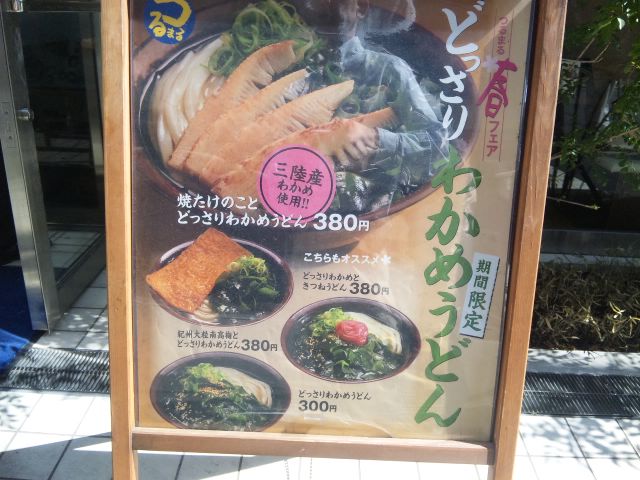 つるまる
つるまる
春
フェア
どっさり
わかめうどん
期間限定
三陸産
わかめ
使用!!
焼たけのこと
どっさりわかめうどん 380円
こちらもオススメ
どっさりわかめと
きつねうどん 380円
紀州大粒南高梅と
どっさりわかめうどん 380円
どっさりわかめうどん
300円